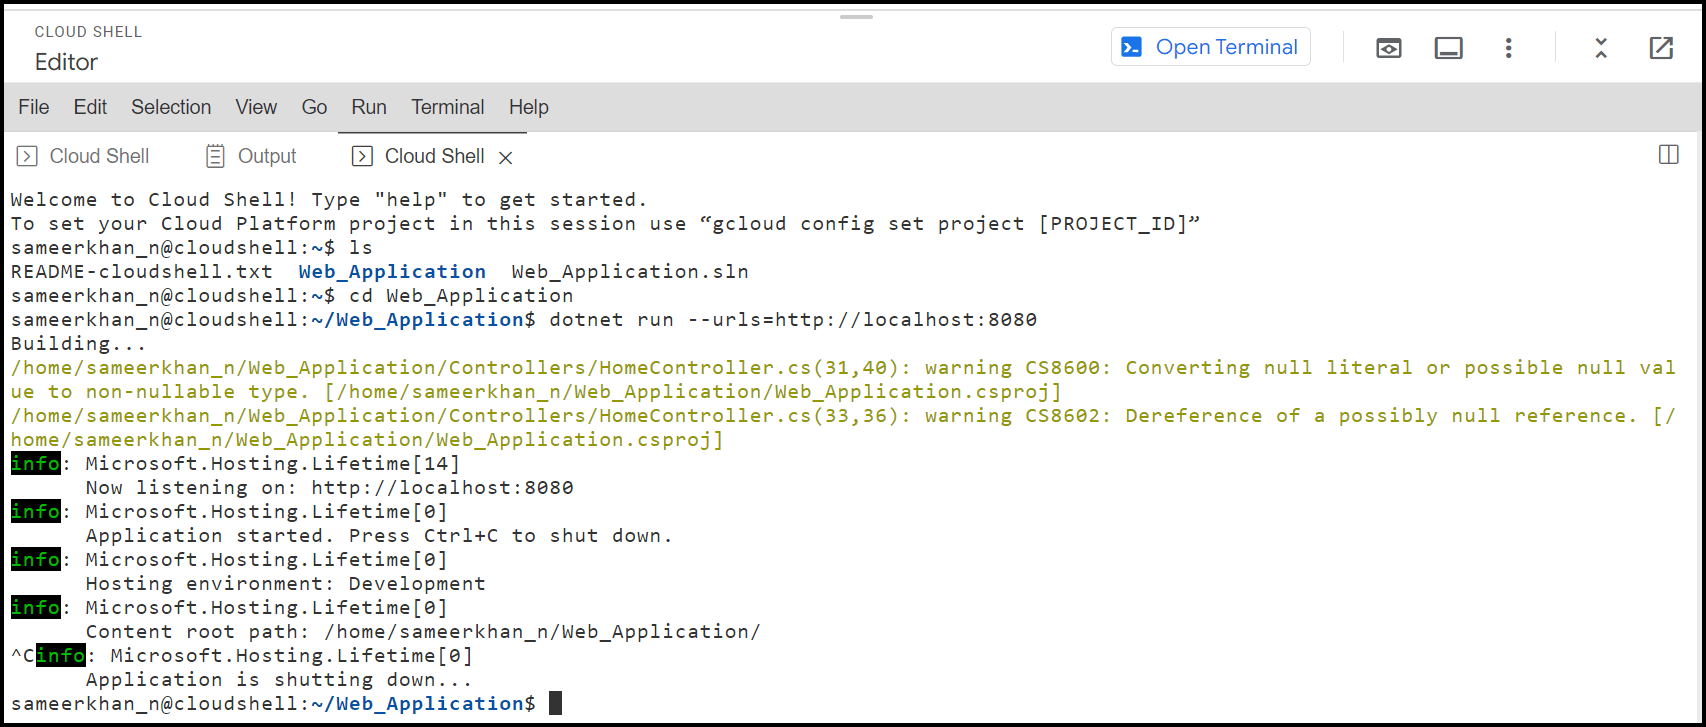 CLOUD SHELL
Editor
Open Terminal
File Edit Selection View Go Run Terminal Help
Cloud Shell Output Cloud Shell
Welcome to Cloud Shell! Type "help" to get started.
To set your Cloud Platform project in this session use “gcloud config set project [PROJECT_ID]”
sameerkhan_n@cloudshell:~$ ls
README-cloudshell.txt  Web_Application  Web_Application.sln
sameerkhan_n@cloudshell:~$ cd Web_Application
sameerkhan_n@cloudshell:~/Web_Application$ dotnet run --urls=http://localhost:8080
Building...
/home/sameerkhan_n/Web_Application/Controllers/HomeController.cs(31,40): warning CS8600: Converting null literal or possible null val
ue to non-nullable type. [/home/sameerkhan_n/Web_Application/Web_Application.csproj]
/home/sameerkhan_n/Web_Application/Controllers/HomeController.cs(33,36): warning CS8602: Dereference of a possibly null reference. [/
home/sameerkhan_n/Web_Application/Web_Application.csproj]
info: Microsoft.Hosting.Lifetime[14]
      Now listening on: http://localhost:8080
info: Microsoft.Hosting.Lifetime[0]
      Application started. Press Ctrl+C to shut down.
info: Microsoft.Hosting.Lifetime[0]
      Hosting environment: Development
info: Microsoft.Hosting.Lifetime[0]
      Content root path: /home/sameerkhan_n/Web_Application/
^Cinfo: Microsoft.Hosting.Lifetime[0]
      Application is shutting down...
sameerkhan_n@cloudshell:~/Web_Application$